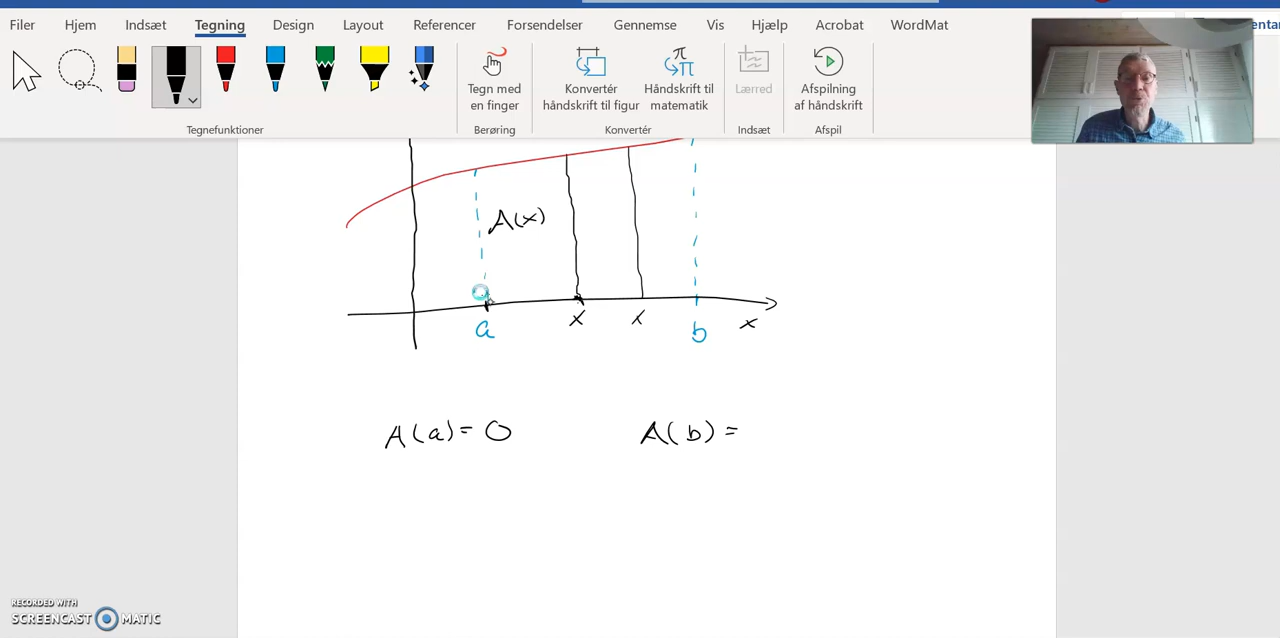 Filer Hjem Indsæt Tegning Design Layout Referencer Forsendelser Gennemse Vis Hjælp Acrobat WordMat
Tegn med en finger
Konvertér håndskrift til figur
Håndskrift til matematik
Lærred
Afspilning af håndskrift
Tegnefunktioner Berøring Konvertér Indsæt Afspil
A(x)
a x x b x
A(a) = 0 A(b) =
RECORDED WITH
SCREENCAST MATIC